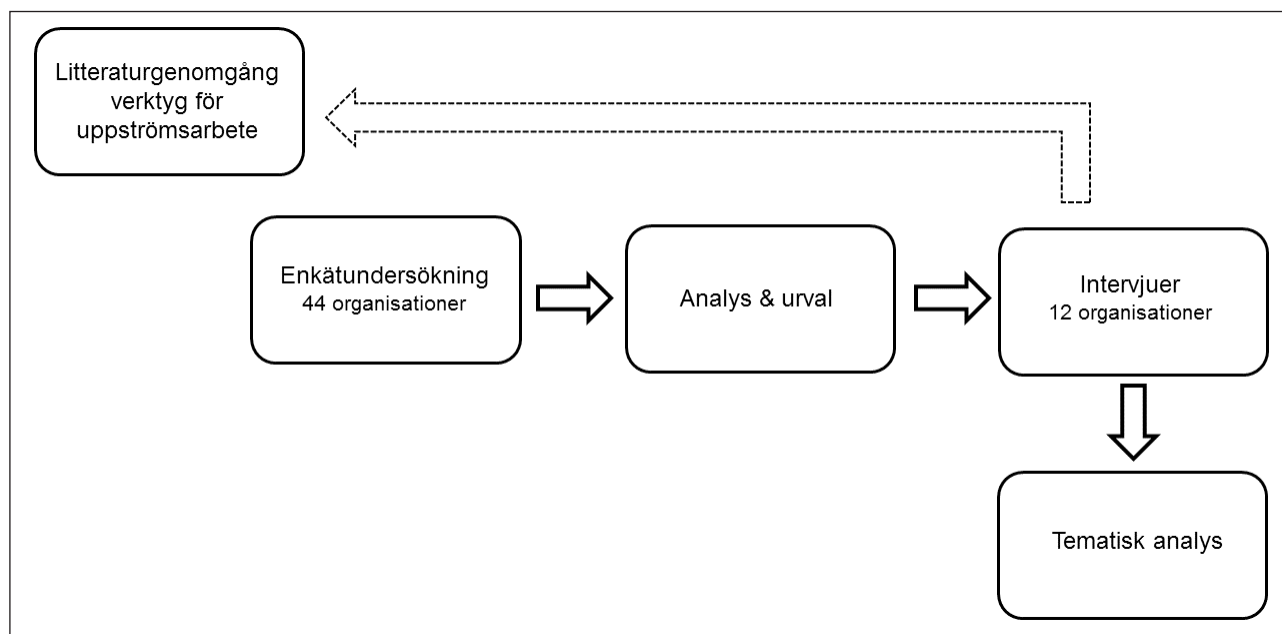 Litteraturgenomgång
verktyg för
uppströmsarbete
Enkätundersökning
44 organisationer
Analys & urval
Intervjuer
12 organisationer
Tematisk analys